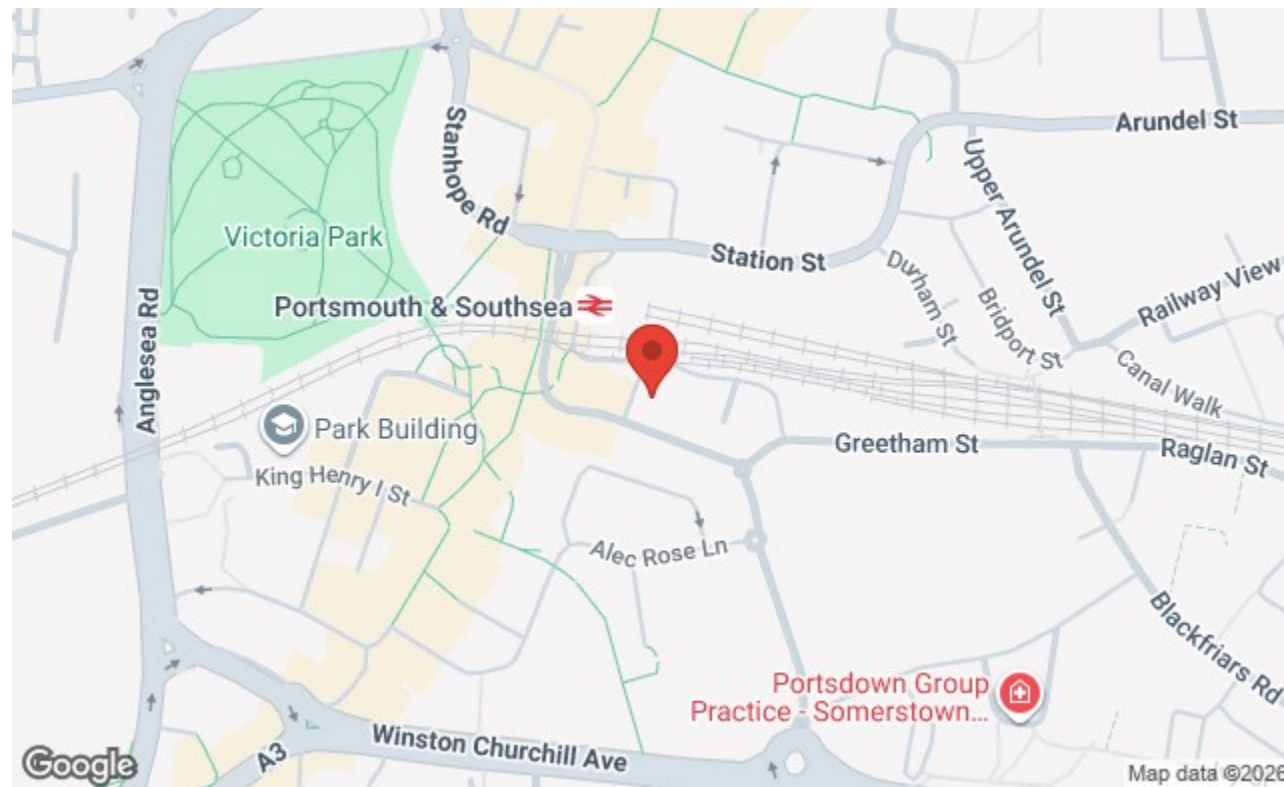 Arundel St
Stanhope Rd
Upper Arundel St
Victoria Park
Station St
Durham St
Railway View
Portsmouth & Southsea
Bridport St
Anglesea Rd
Canal Walk
Park Building
Greetham St
Raglan St
King Henry I St
Alec Rose Ln
Blackfriars Rd
Portsdown Group
Practice - Somerstown...
A3
Winston Churchill Ave
Google
Map data ©2026